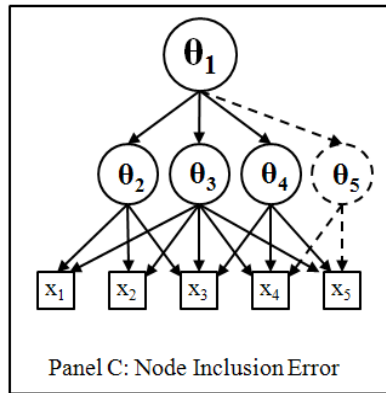 θ1
θ2 θ3 θ4 θ5
x1 x2 x3 x4 x5
Panel C: Node Inclusion Error